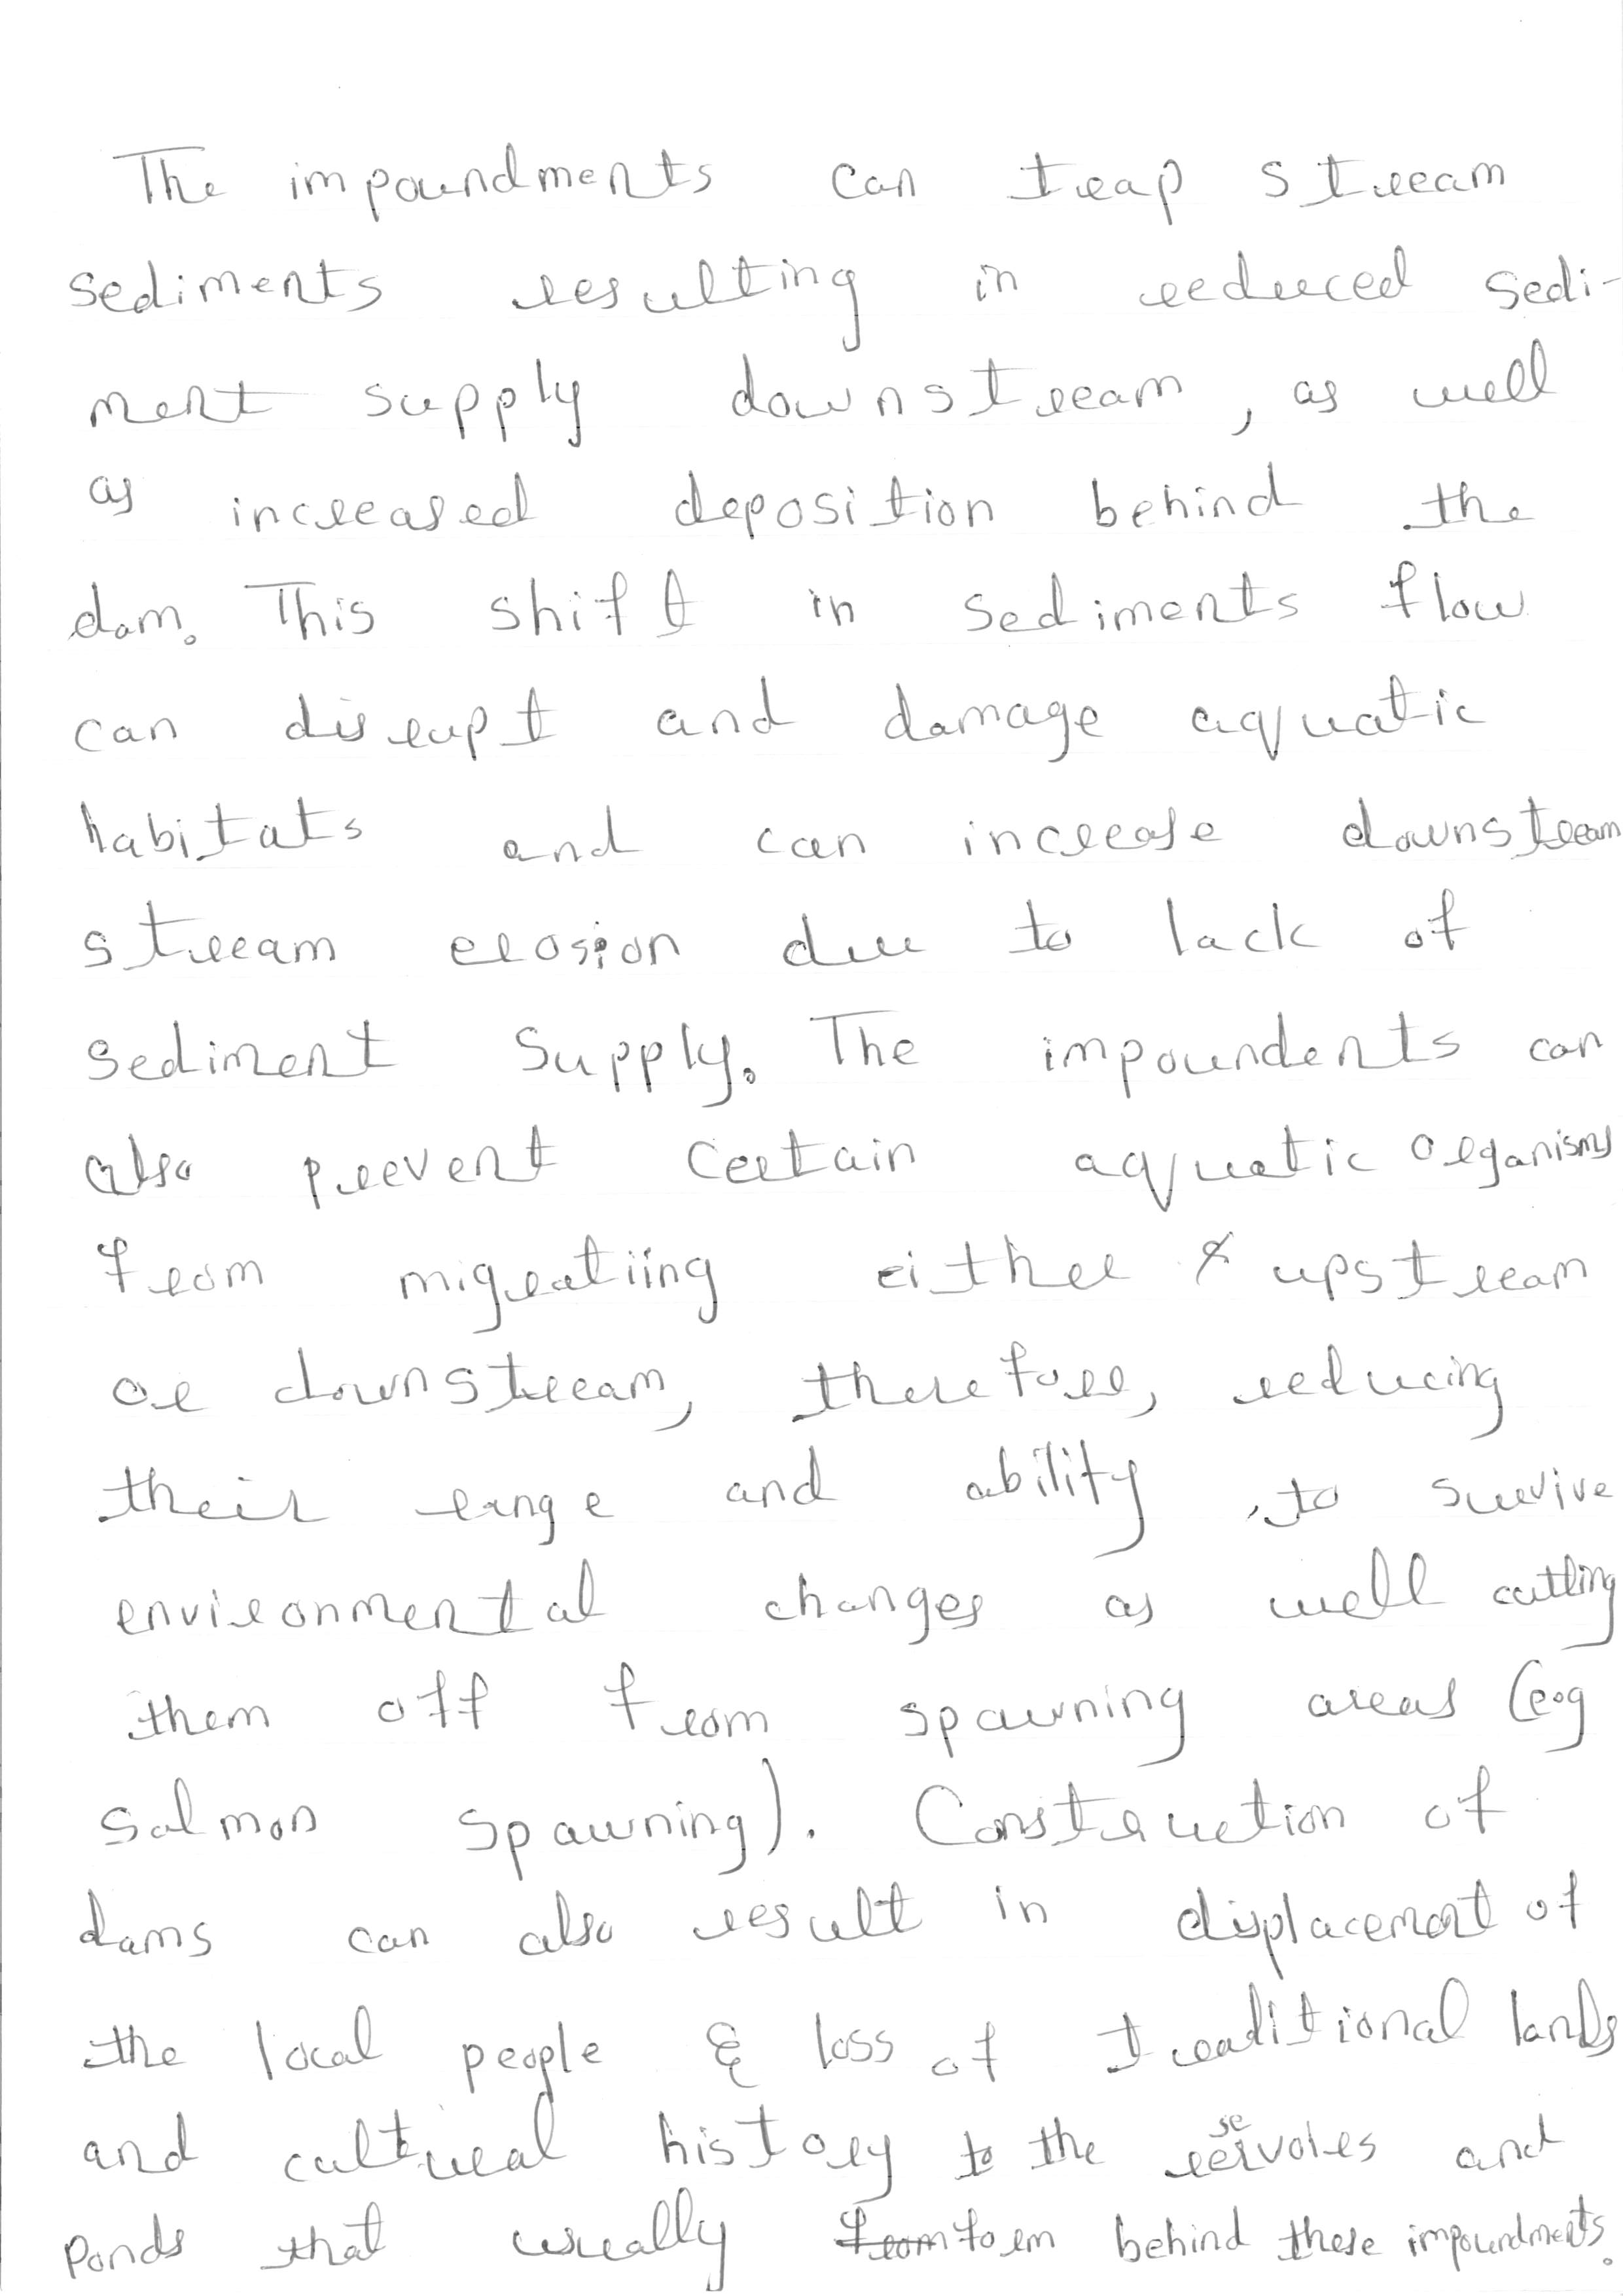 The impoundments can trap stream
sediments resulting in reduced sedi-
ment supply downstream, as well
as increased deposition behind the
dam. This shift in sediments flow
can disrupt and damage aquatic
habitats and can increase downstream
stream erosion due to lack of
sediment supply. The impoundents can
also prevent certain aquatic organisms
from migratiing either upstream
or downstream, therefore, reducing
their range and ability to survive
environmental changes as well cutting
them off from spawning areas (e.g
salmon spawning). Construction of
dams can also result in displacement of
the local people & loss of traditional lands
and cultural history to the reservoirs and
ponds that usually from form behind these impoundments.